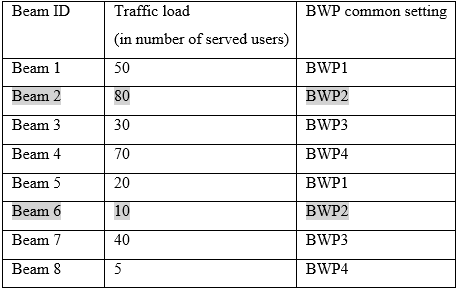 Beam ID Traffic load BWP common setting
(in number of served users)
Beam 1 50 BWP1
Beam 2 80 BWP2
Beam 3 30 BWP3
Beam 4 70 BWP4
Beam 5 20 BWP1
Beam 6 10 BWP2
Beam 7 40 BWP3
Beam 8 5 BWP4